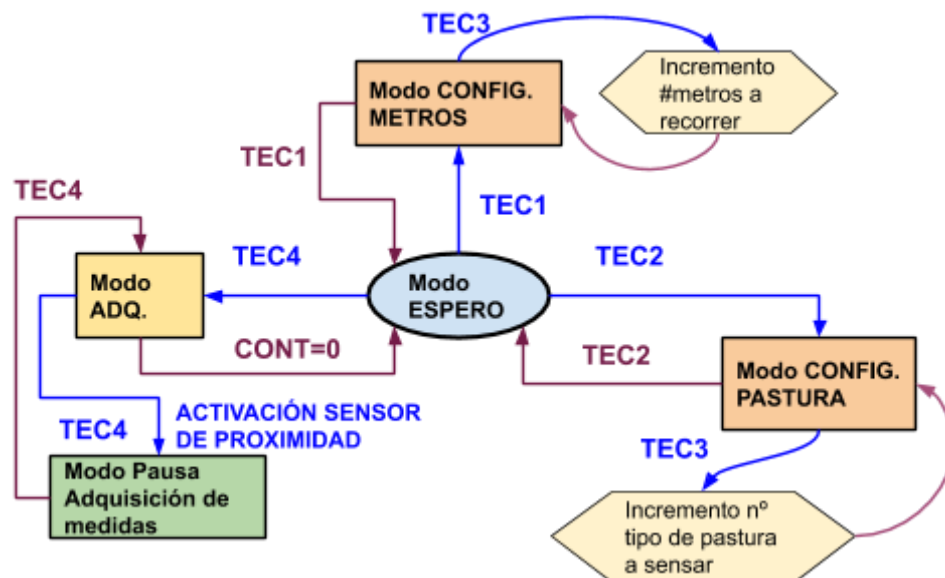 TEC3
Incremento
#metros a
recorrer
Modo CONFIG.
METROS
TEC1
TEC4
TEC1
TEC4
TEC2
Modo
ADQ.
Modo
ESPERO
CONT=0
TEC2
Modo CONFIG.
PASTURA
ACTIVACIÓN SENSOR
DE PROXIMIDAD
TEC4
TEC3
Modo Pausa
Adquisición de
medidas
Incremento nº
tipo de pastura
a sensar